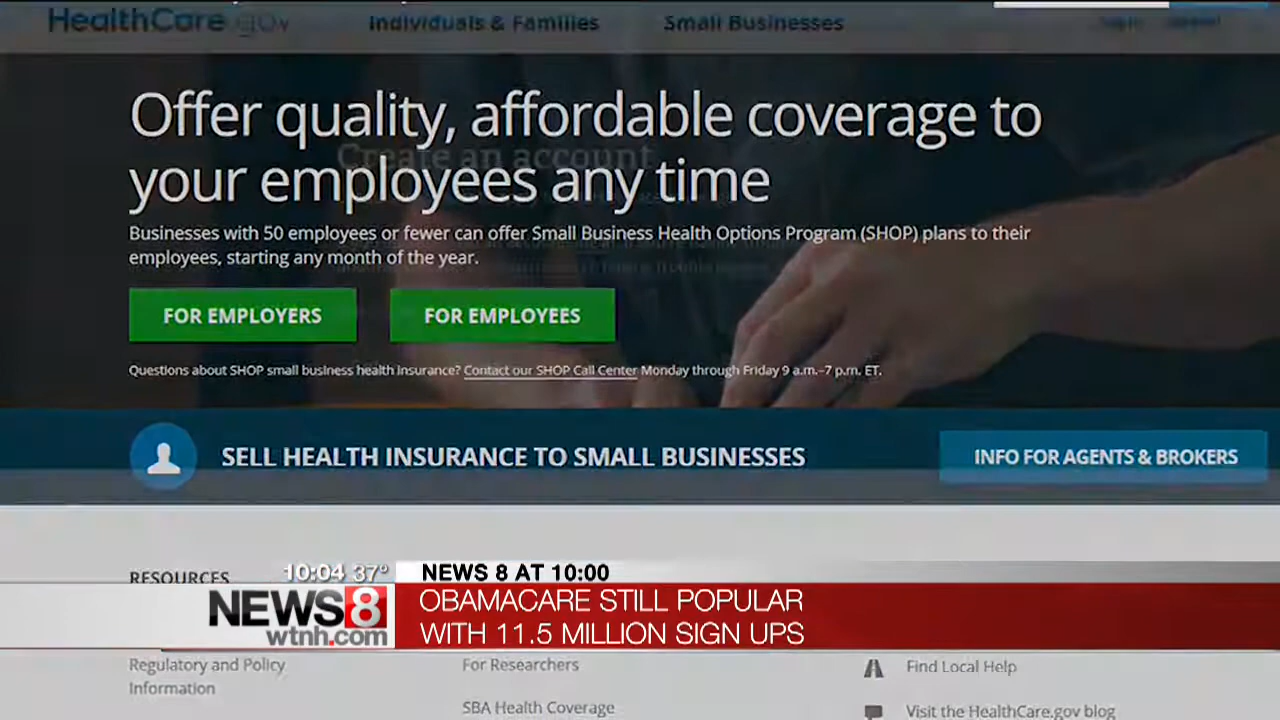 HealthCare.gov
Individuals & Families
Small Businesses
Offer quality, affordable coverage to
Create an account
your employees any time
Businesses with 50 employees or fewer can offer Small Business Health Options Program (SHOP) plans to their
employees, starting any month of the year.
FOR EMPLOYERS
FOR EMPLOYEES
Questions about SHOP small business health insurance? Contact our SHOP Call Center Monday through Friday 9 a.m.–7 p.m. ET.
SELL HEALTH INSURANCE TO SMALL BUSINESSES
INFO FOR AGENTS & BROKERS
RESOURCES
10:04 37°
NEWS 8 AT 10:00
NEWS 8
wtnh.com
OBAMACARE STILL POPULAR
WITH 11.5 MILLION SIGN UPS
Regulatory and Policy
Information
For Researchers
SBA Health Coverage
Find Local Help
Visit the HealthCare.gov blog